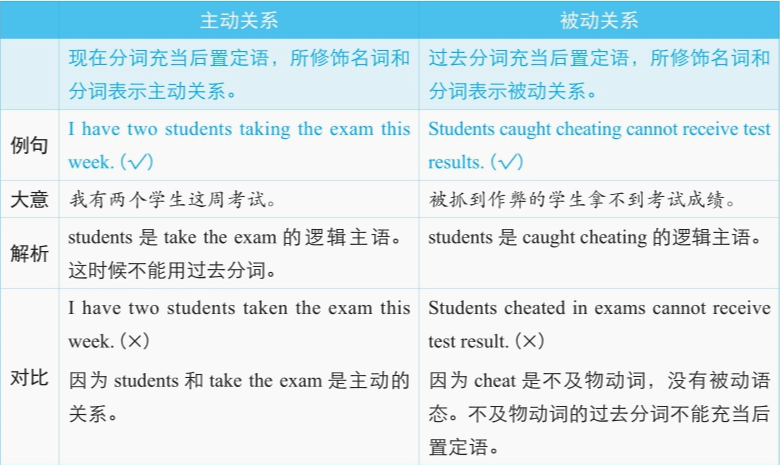 主动关系
被动关系
现在分词充当后置定语，所修饰名词和
分词表示主动关系。
过去分词充当后置定语，所修饰名词和
分词表示被动关系。
例句
I have two students taking the exam this
week. (✓)
Students caught cheating cannot receive test
results. (✓)
大意
我有两个学生这周考试。
被抓到作弊的学生拿不到考试成绩。
解析
students 是 take the exam 的逻辑主语。
这时候不能用过去分词。
students 是 caught cheating 的逻辑主语。
对比
I have two students taken the exam this
week. (×)
因为 students 和 take the exam 是主动的
关系。
Students cheated in exams cannot receive
test result. (×)
因为 cheat 是不及物动词，没有被动语
态。不及物动词的过去分词不能充当后
置定语。